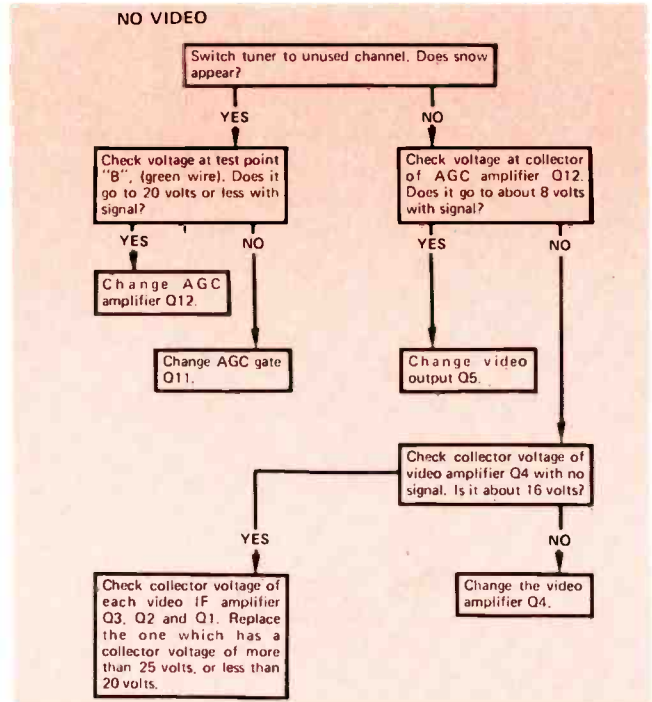 NO VIDEO
Switch tuner to unused channel. Does snow
appear?
YES
NO
Check voltage at test point
"B", (green wire). Does it
go to 20 volts or less with
signal?
Check voltage at collector
of AGC amplifier Q12.
Does it go to about 8 volts
with signal?
YES
NO
YES
NO
Change AGC
amplifier Q12.
Change AGC gate
Q11.
Change video
output Q5.
Check collector voltage of
video amplifier Q4 with no
signal. Is it about 16 volts?
YES
NO
Check collector voltage of
each video IF amplifier
Q3, Q2 and Q1. Replace
the one which has a
collector voltage of more
than 25 volts, or less than
20 volts.
Change the video
amplifier Q4.